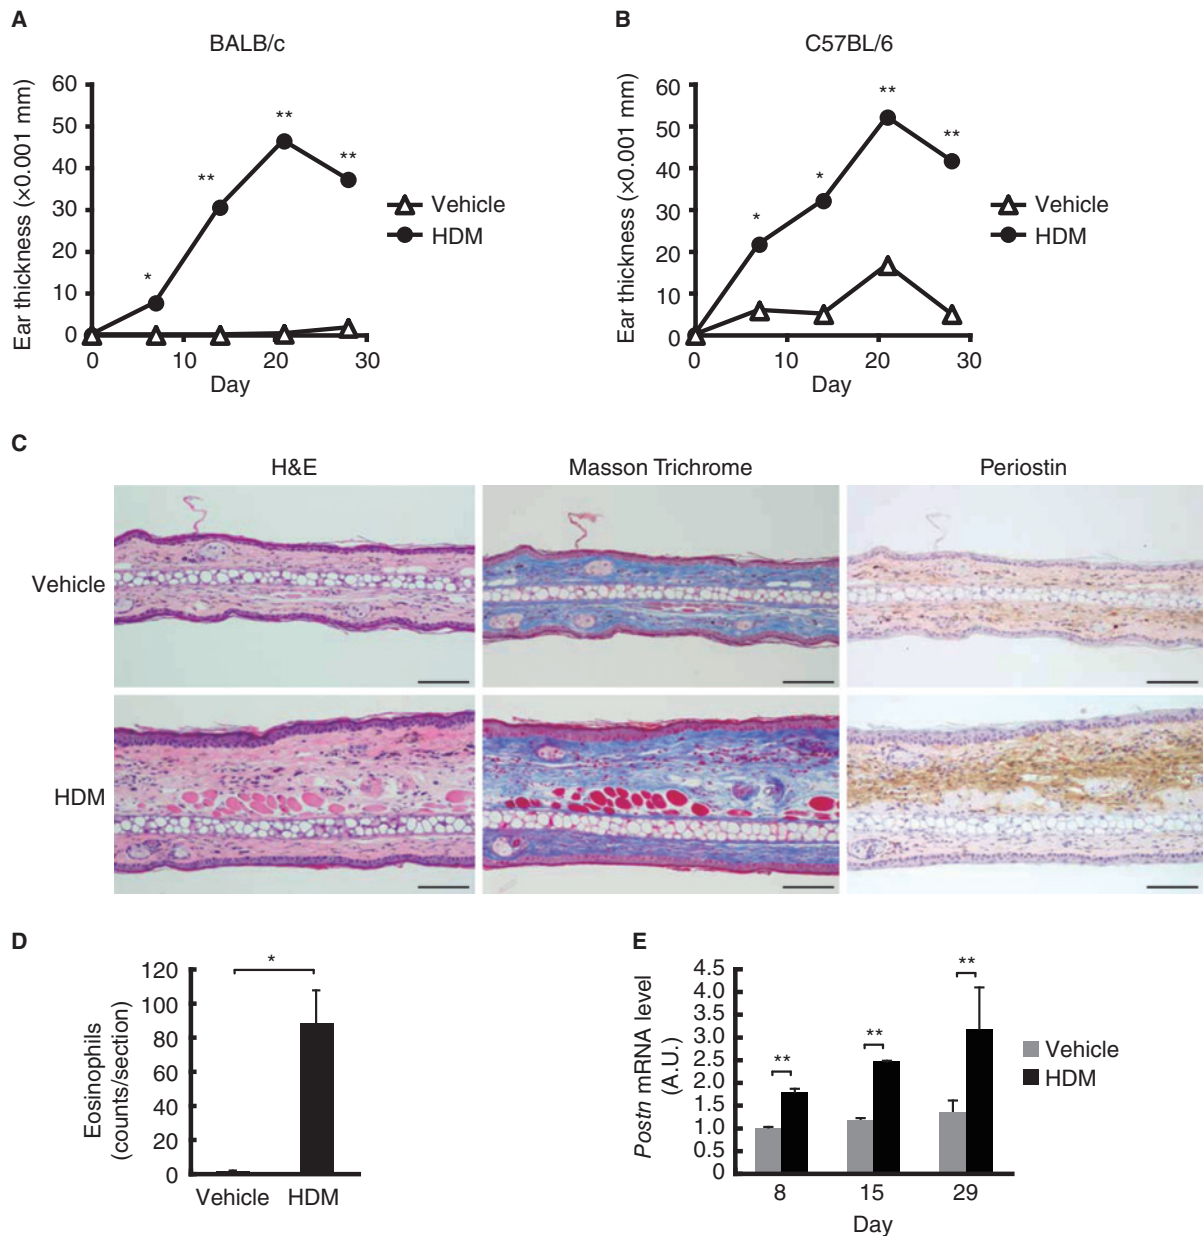 A
BALB/c
Ear thickness (×0.001 mm)
60
50
40
30
20
10
0
**
**
**
*
0
10
20
30
Day
Vehicle
HDM
B
C57BL/6
Ear thickness (×0.001 mm)
60
50
40
30
20
10
0
**
**
*
*
0
10
20
30
Day
Vehicle
HDM
C
H&E
Masson Trichrome
Periostin
Vehicle
HDM
D
Eosinophils
(counts/section)
120
100
80
60
40
20
0
*
Vehicle
HDM
E
Postn mRNA level
(A.U.)
4.5
4.0
3.5
3.0
2.5
2.0
1.5
1.0
0.5
0
**
**
**
8
15
29
Day
Vehicle
HDM